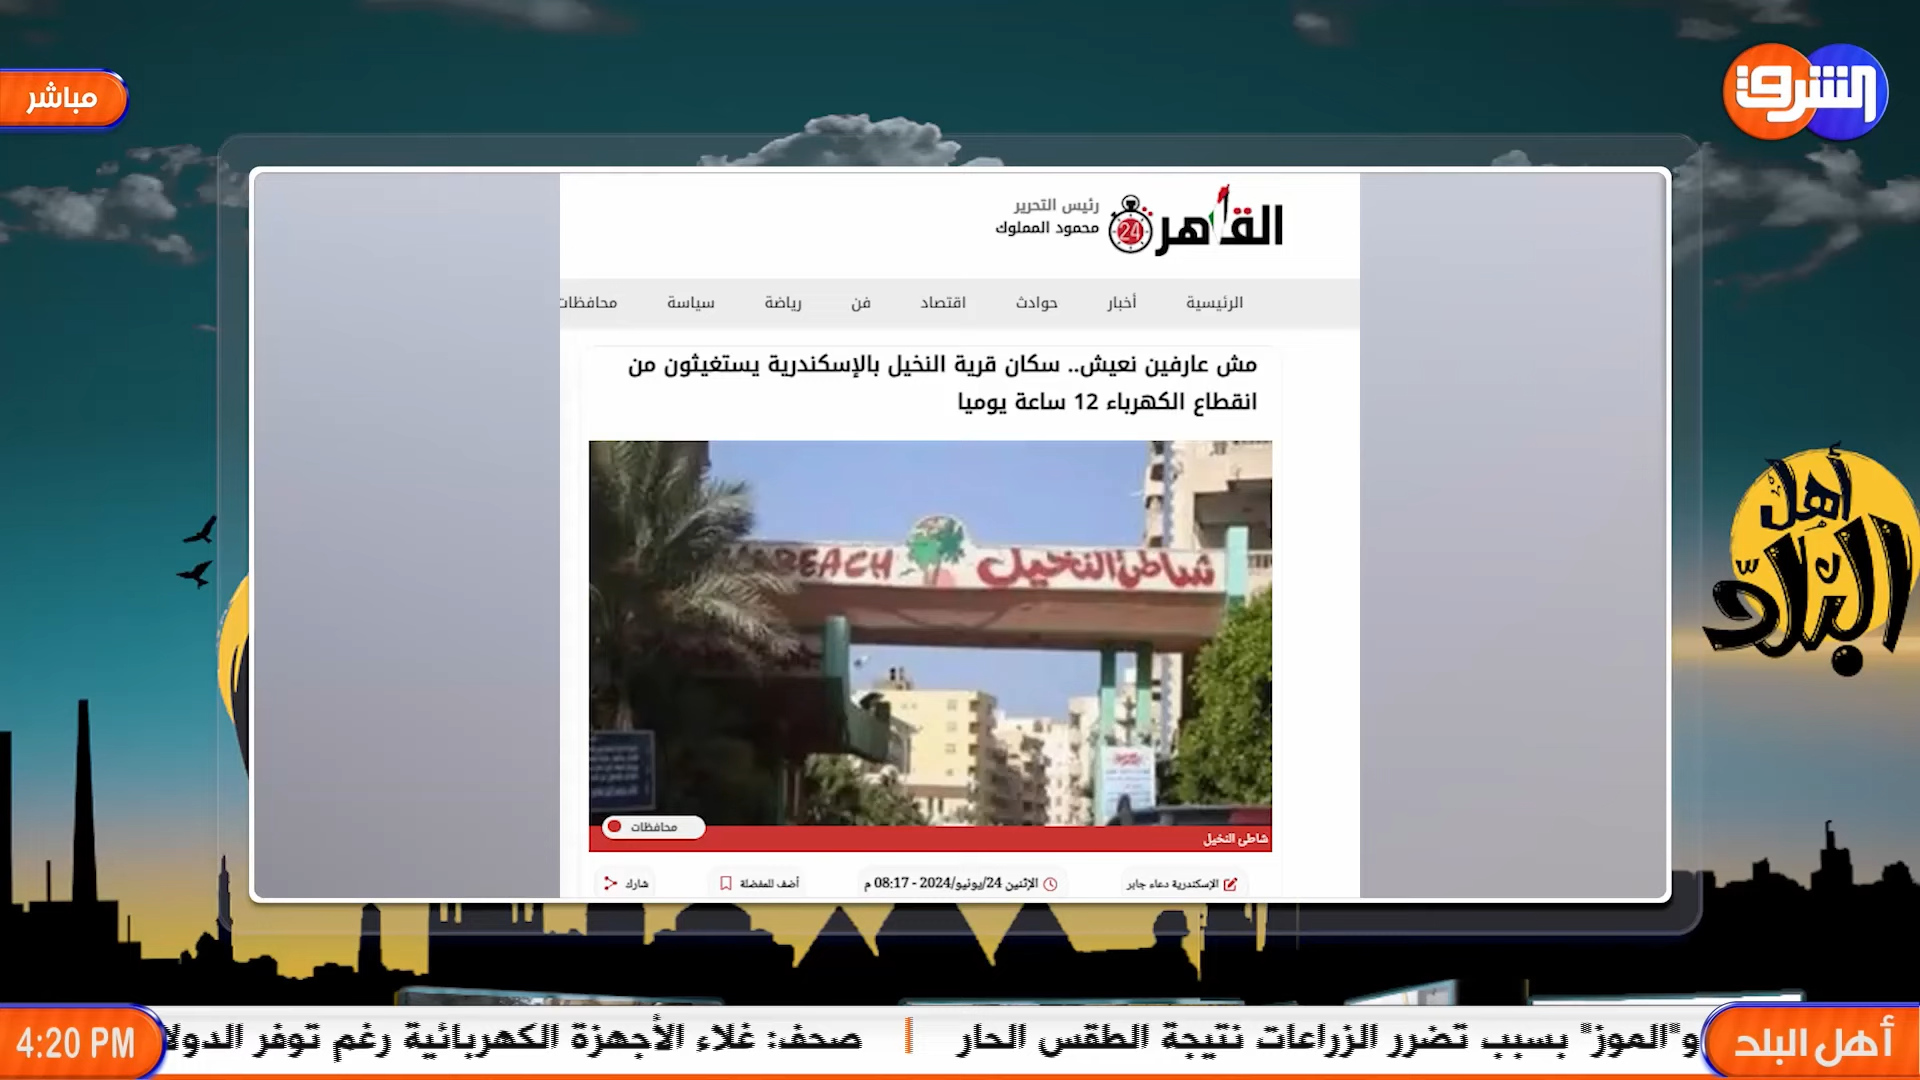 مباشر
الشرق
القاهرة 24
رئيس التحرير
محمود المملوك
الرئيسية أخبار حوادث اقتصاد فن رياضة سياسة محافظات
مش عارفين نعيش.. سكان قرية النخيل بالإسكندرية يستغيثون من
انقطاع الكهرباء 12 ساعة يوميا
شاطئ النخيل BEACH
محافظات
شاطئ النخيل
الإسكندرية دعاء جابر
الإثنين 24/يونيو/2024 - 08:17 م
أضف للمفضلة
شارك
أهل البلد
أهل البلد
و"الموز" بسبب تضرر الزراعات نتيجة الطقس الحار | صحف: غلاء الأجهزة الكهربائية رغم توفر الدولا
4:20 PM